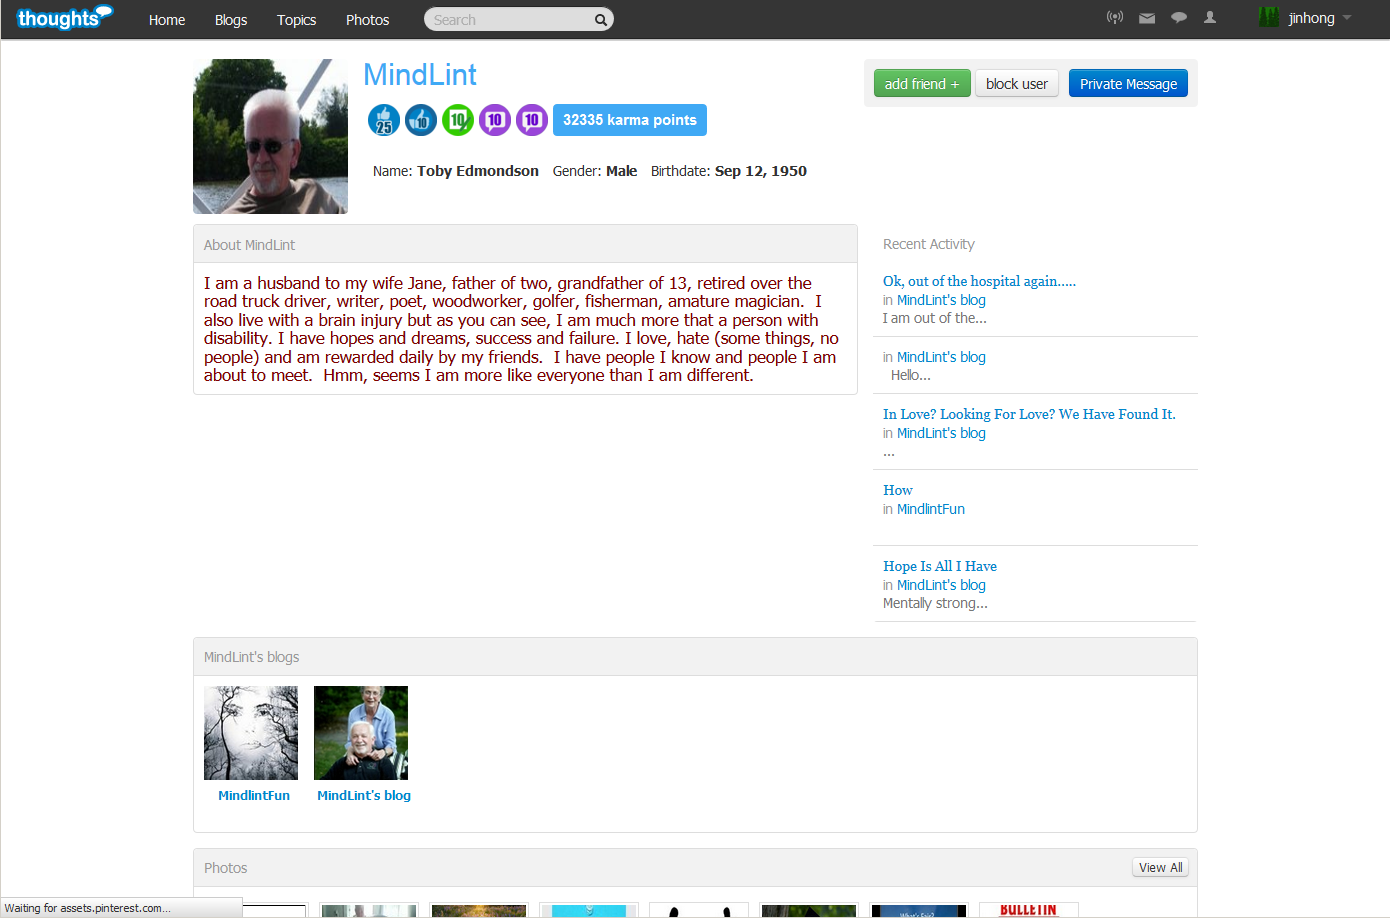 thoughts Home Blogs Topics Photos Search jinhong
MindLint
add friend + block user Private Message
25 10 10 10 10 32335 karma points
Name: Toby Edmondson Gender: Male Birthdate: Sep 12, 1950
About MindLint
I am a husband to my wife Jane, father of two, grandfather of 13, retired over the
road truck driver, writer, poet, woodworker, golfer, fisherman, amature magician. I
also live with a brain injury but as you can see, I am much more that a person with
disability. I have hopes and dreams, success and failure. I love, hate (some things, no
people) and am rewarded daily by my friends. I have people I know and people I am
about to meet. Hmm, seems I am more like everyone than I am different.
Recent Activity
Ok, out of the hospital again.....
in MindLint's blog
I am out of the...
in MindLint's blog
Hello...
In Love? Looking For Love? We Have Found It.
in MindLint's blog
...
How
in MindlintFun
Hope Is All I Have
in MindLint's blog
Mentally strong...
MindLint's blogs
MindlintFun MindLint's blog
Photos View All
What's Fair? BULLETIN
Waiting for assets.pinterest.com...